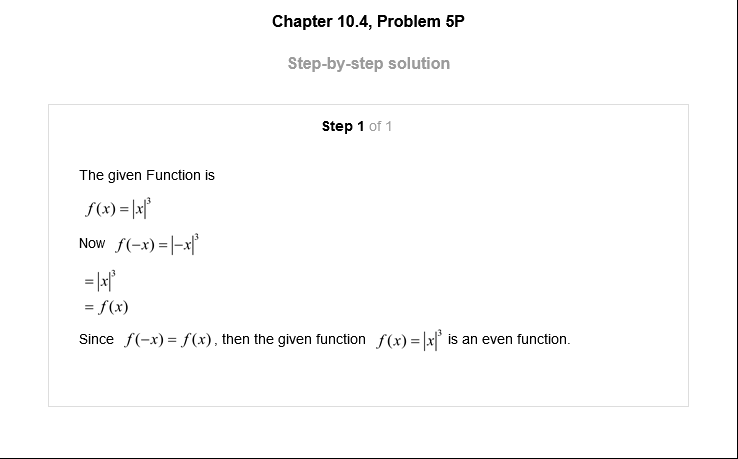 Chapter 10.4, Problem 5P
Step-by-step solution
Step 1 of 1
The given Function is
f(x) = |x|³
Now f(−x) = |−x|³
= |x|³
= f(x)
Since f(−x) = f(x), then the given function f(x) = |x|³ is an even function.